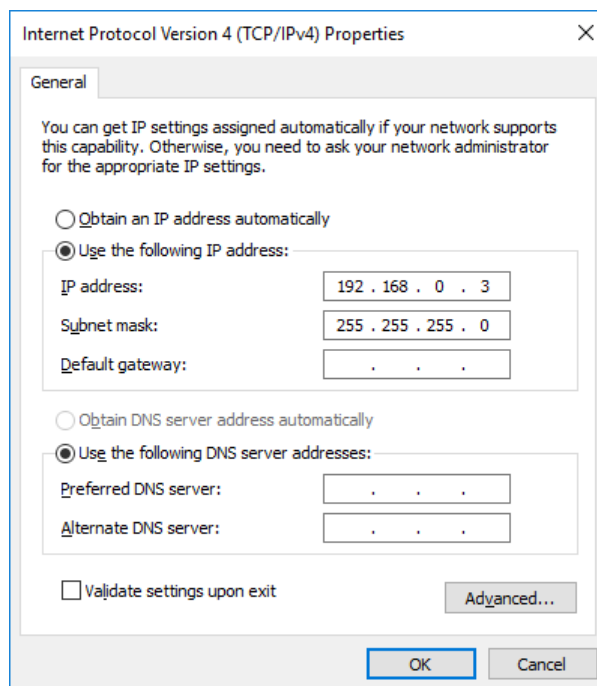 Internet Protocol Version 4 (TCP/IPv4) Properties
General
You can get IP settings assigned automatically if your network supports
this capability. Otherwise, you need to ask your network administrator
for the appropriate IP settings.
Obtain an IP address automatically
Use the following IP address:
IP address: 192 . 168 . 0 . 3
Subnet mask: 255 . 255 . 255 . 0
Default gateway: . . .
Obtain DNS server address automatically
Use the following DNS server addresses:
Preferred DNS server: . . .
Alternate DNS server: . . .
Validate settings upon exit
Advanced...
OK Cancel